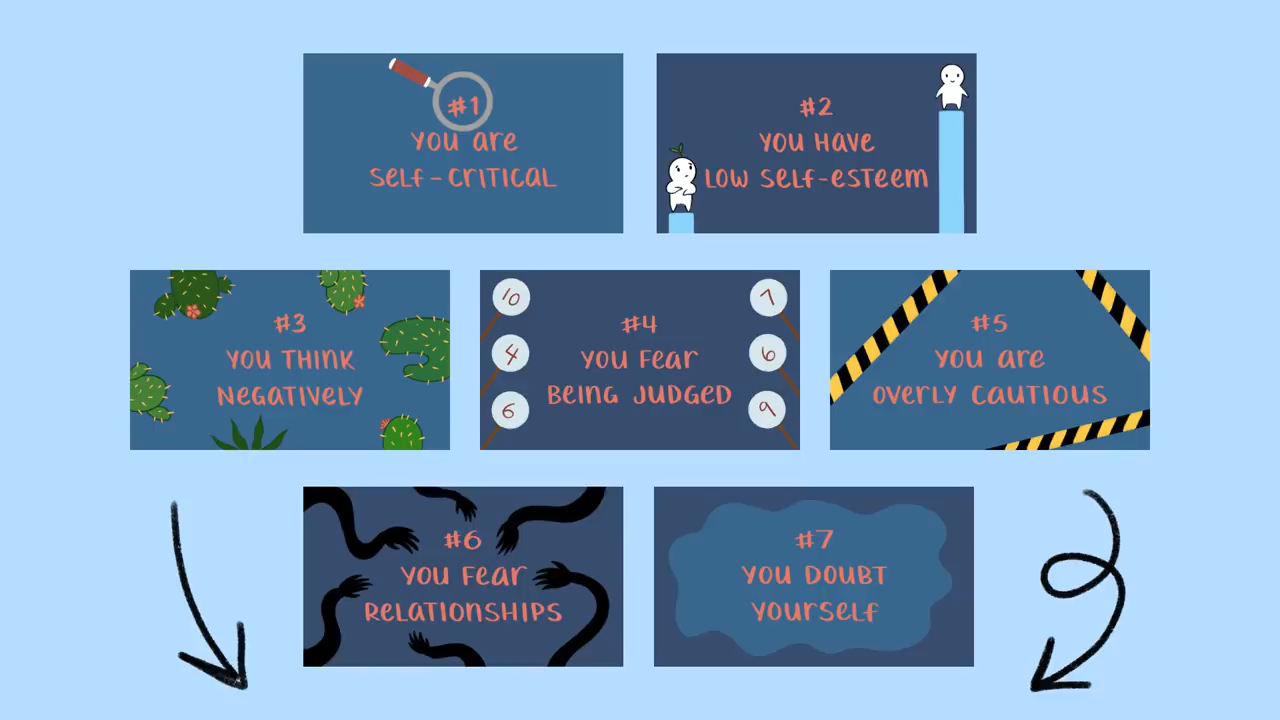 #1
YOU are
SELF-CRITICAL
#2
YOU HAVE
LOW SELF-ESTEEM
#3
YOU THINK
NEGATIVELY
10
4
6
#4
YOU FEAR
BEING JUDGED
7
6
9
#5
YOU are
OVERLY CAUTIOUS
#6
YOU FEAR
RELATIONSHIPS
#7
YOU DOUBT
YOURSELF